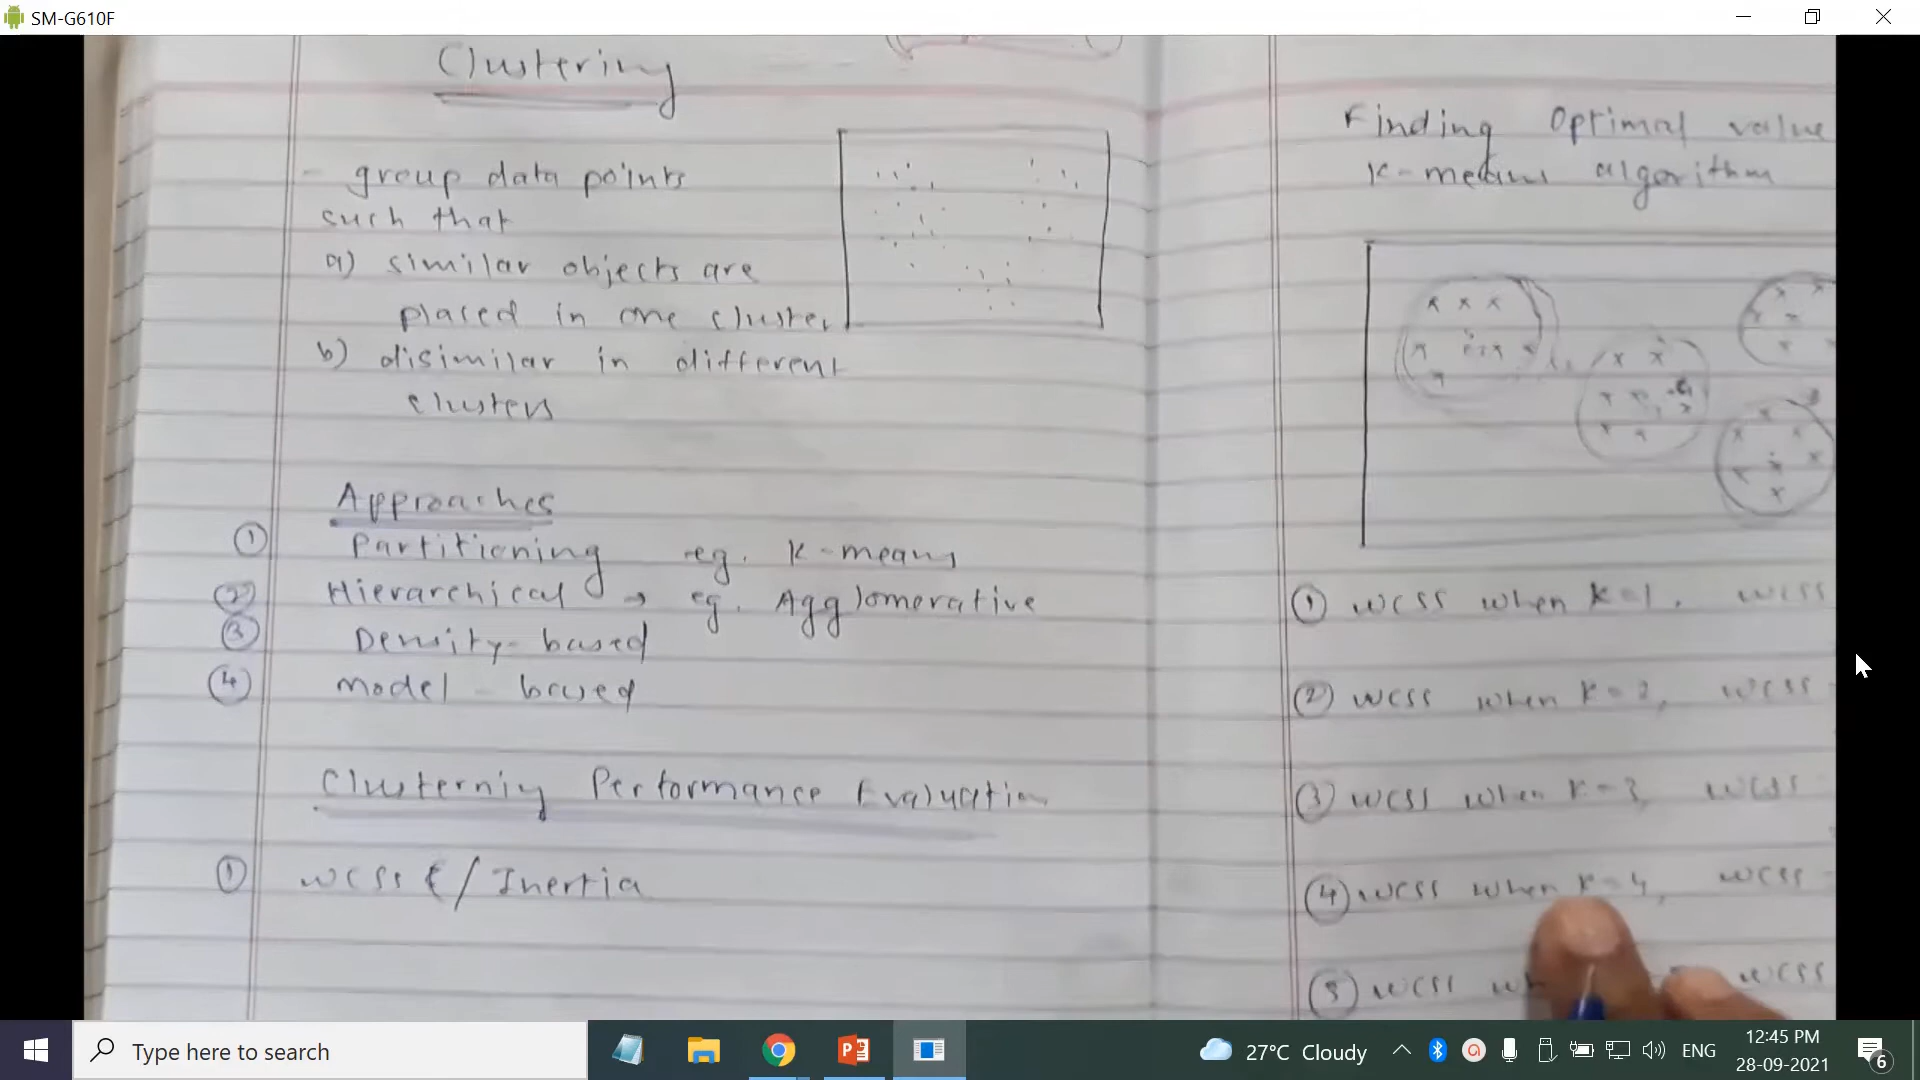 SM-G610F
Clustering
- group data points
such that
a) similar objects are
placed in one cluster
b) disimilar in different
clusters
Approaches
① Partitioning eg. K-means
② Hierarchical → eg. Agglomerative
③ Density-based
④ model-based
Clusterniy Performance Evaluation
① WCSS / Inertia
Finding Optimal value
K-means algorithm
① WCSS when K=1, WCSS
② WCSS when K=2, WCSS
③ WCSS when K=3, WCSS
④ WCSS when K=4, WCSS
⑤ WCSS WCSS
Type here to search
27°C Cloudy
ENG
12:45 PM
28-09-2021
6